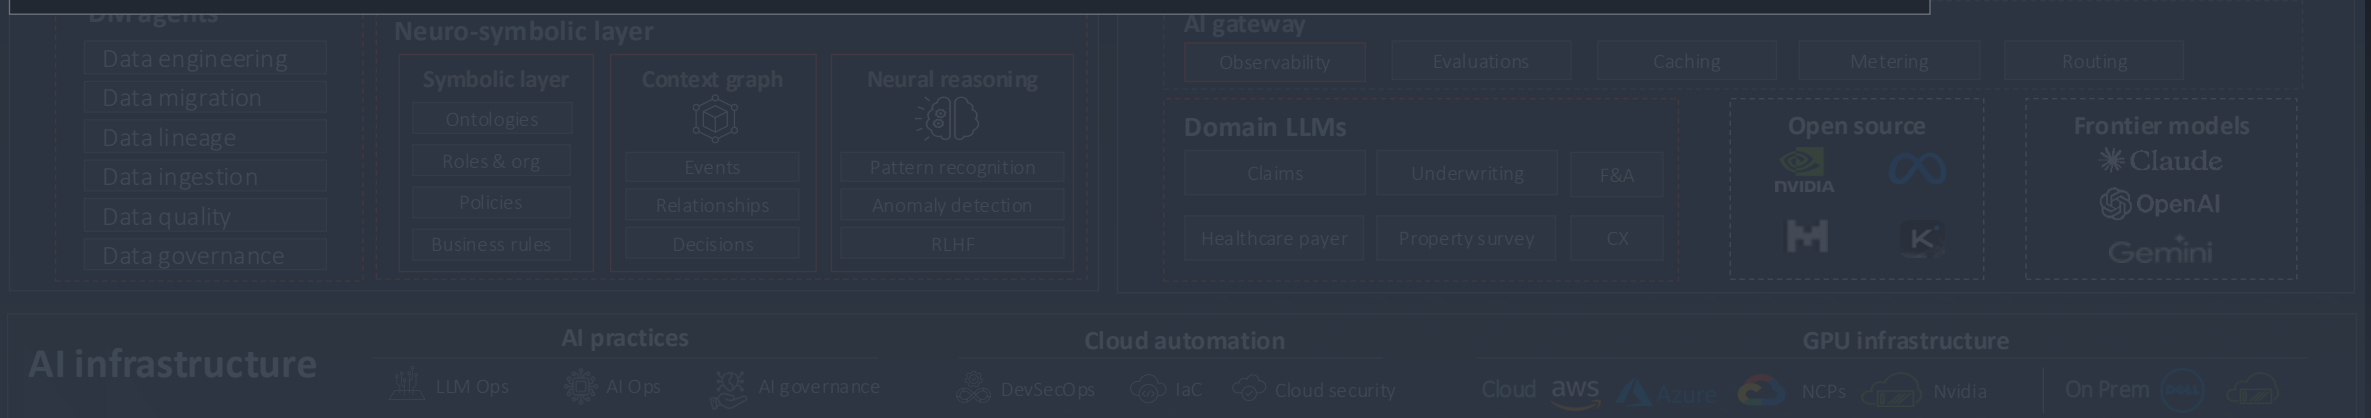 DM agents
Data engineering
Data migration
Data lineage
Data ingestion
Data quality
Data governance
Neuro-symbolic layer
Symbolic layer
Ontologies
Roles & org
Policies
Business rules
Context graph
Events
Relationships
Decisions
Neural reasoning
Pattern recognition
Anomaly detection
RLHF
AI gateway
Observability
Evaluations
Caching
Metering
Routing
Domain LLMs
Claims
Underwriting
F&A
Healthcare payer
Property survey
CX
Open source
NVIDIA
K
Frontier models
Claude
OpenAI
Gemini
AI infrastructure
AI practices
LLM Ops
AI Ops
AI governance
Cloud automation
DevSecOps
IaC
Cloud security
GPU infrastructure
Cloud
aws
Azure
NCPs
Nvidia
On Prem
DELL